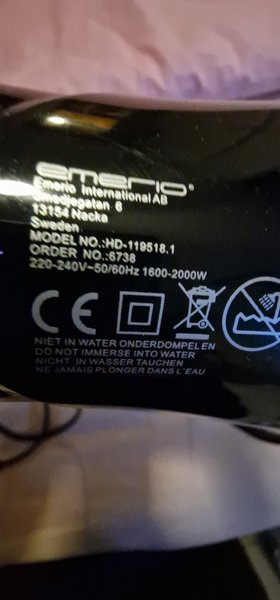 emerio
Emerio International AB
Smedjegatan 6
13154 Nacka
Sweden
MODEL NO.:HD-119518.1
ORDER NO.:6738
220-240V~50/60Hz 1600-2000W
CE
NIET IN WATER ONDERDOMPELEN
DO NOT IMMERSE INTO WATER
NICHT IN WASSER TAUCHEN
NE JAMAIS PLONGER DANS L'EAU